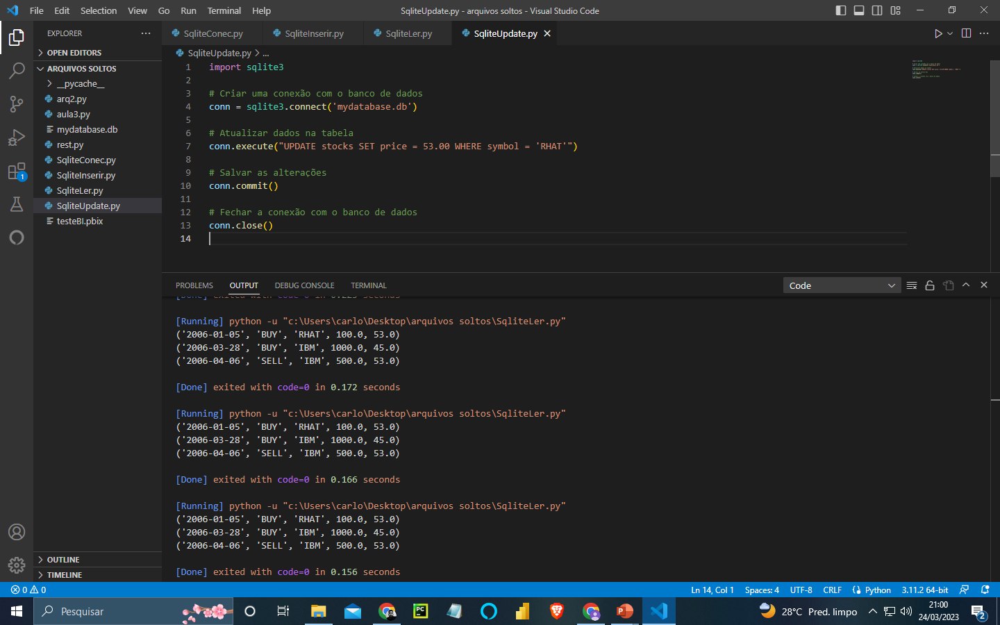 File Edit Selection View Go Run Terminal Help
SqliteUpdate.py - arquivos soltos - Visual Studio Code
EXPLORER
OPEN EDITORS
ARQUIVOS SOLTOS
__pycache__
arq2.py
aula3.py
mydatabase.db
rest.py
SqliteConec.py
SqliteInserir.py
SqliteLer.py
SqliteUpdate.py
testeBI.pbix
1
OUTLINE
TIMELINE
SqliteConec.py SqliteInserir.py SqliteLer.py SqliteUpdate.py
SqliteUpdate.py > ...
1 import sqlite3
2
3 # Criar uma conexão com o banco de dados
4 conn = sqlite3.connect('mydatabase.db')
5
6 # Atualizar dados na tabela
7 conn.execute("UPDATE stocks SET price = 53.00 WHERE symbol = 'RHAT'")
8
9 # Salvar as alterações
10 conn.commit()
11
12 # Fechar a conexão com o banco de dados
13 conn.close()
14
PROBLEMS OUTPUT DEBUG CONSOLE TERMINAL
Code
[Done] exited with code=0 in 0.223 seconds
[Running] python -u "c:\Users\carlo\Desktop\arquivos soltos\SqliteLer.py"
('2006-01-05', 'BUY', 'RHAT', 100.0, 53.0)
('2006-03-28', 'BUY', 'IBM', 1000.0, 45.0)
('2006-04-06', 'SELL', 'IBM', 500.0, 53.0)
[Done] exited with code=0 in 0.172 seconds
[Running] python -u "c:\Users\carlo\Desktop\arquivos soltos\SqliteLer.py"
('2006-01-05', 'BUY', 'RHAT', 100.0, 53.0)
('2006-03-28', 'BUY', 'IBM', 1000.0, 45.0)
('2006-04-06', 'SELL', 'IBM', 500.0, 53.0)
[Done] exited with code=0 in 0.166 seconds
[Running] python -u "c:\Users\carlo\Desktop\arquivos soltos\SqliteLer.py"
('2006-01-05', 'BUY', 'RHAT', 100.0, 53.0)
('2006-03-28', 'BUY', 'IBM', 1000.0, 45.0)
('2006-04-06', 'SELL', 'IBM', 500.0, 53.0)
[Done] exited with code=0 in 0.156 seconds
0 0 Ln 14, Col 1 Spaces: 4 UTF-8 CRLF Python 3.11.2 64-bit
Pesquisar
PC
28°C Pred. limpo
21:00
24/03/2023
2